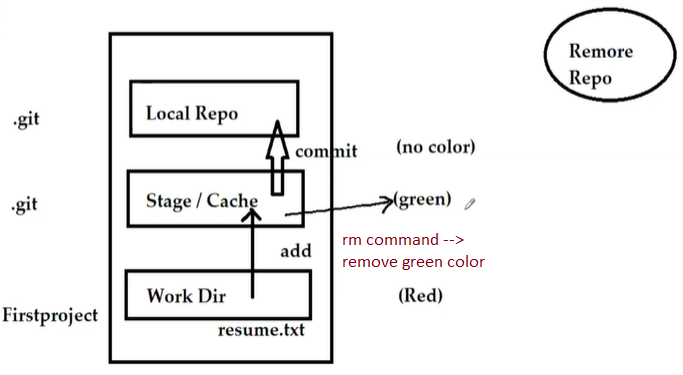 Remore
Repo
Local Repo
.git
commit
(no color)
Stage / Cache
.git
(green)
add
rm command -->
remove green color
Work Dir
(Red)
Firstproject
resume.txt